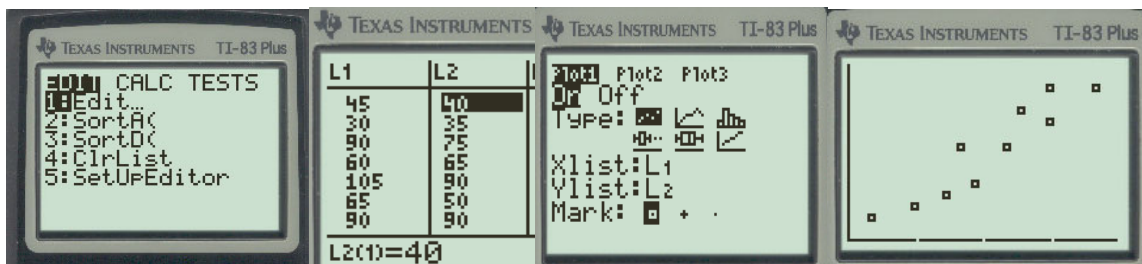 TEXAS INSTRUMENTS TI-83 Plus
EDIT CALC TESTS
1:Edit…
2:SortA(
3:SortD(
4:ClrList
5:SetUpEditor
TEXAS INSTRUMENTS
L1 L2
45 40
30 35
90 75
60 65
105 90
65 50
90 90
L2(1)=40
TEXAS INSTRUMENTS TI-83 Plus
Plot1 Plot2 Plot3
On Off
Type:
Xlist:L1
Ylist:L2
Mark: + ·
TEXAS INSTRUMENTS TI-83 Plus